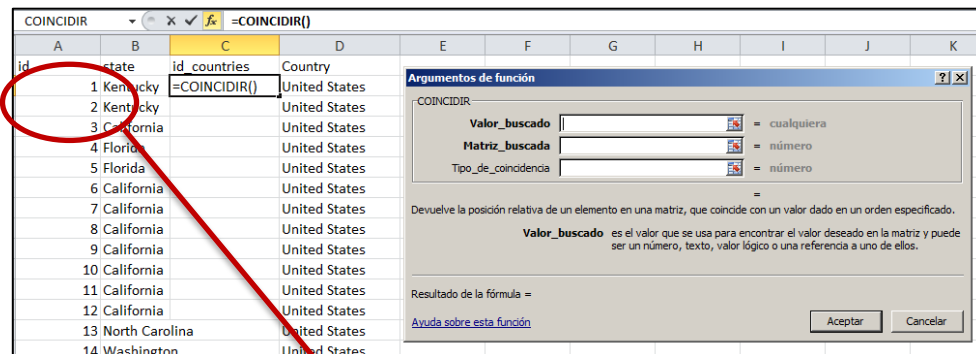 COINCIDIR fx =COINCIDIR()
A B C D E F G H I J K
id state id_countries Country
1 Kentucky =COINCIDIR() United States
2 Kentucky United States
3 California United States
4 Florida United States
5 Florida United States
6 California United States
7 California United States
8 California United States
9 California United States
10 California United States
11 California United States
12 California United States
13 North Carolina United States
14 Washington United States
Argumentos de función
COINCIDIR
Valor_buscado = cualquiera
Matriz_buscada = número
Tipo_de_coincidencia = número
=
Devuelve la posición relativa de un elemento en una matriz, que coincide con un valor dado en un orden especificado.
Valor_buscado es el valor que se usa para encontrar el valor deseado en la matriz y puede
ser un número, texto, valor lógico o una referencia a uno de ellos.
Resultado de la fórmula =
Ayuda sobre esta función
Aceptar Cancelar